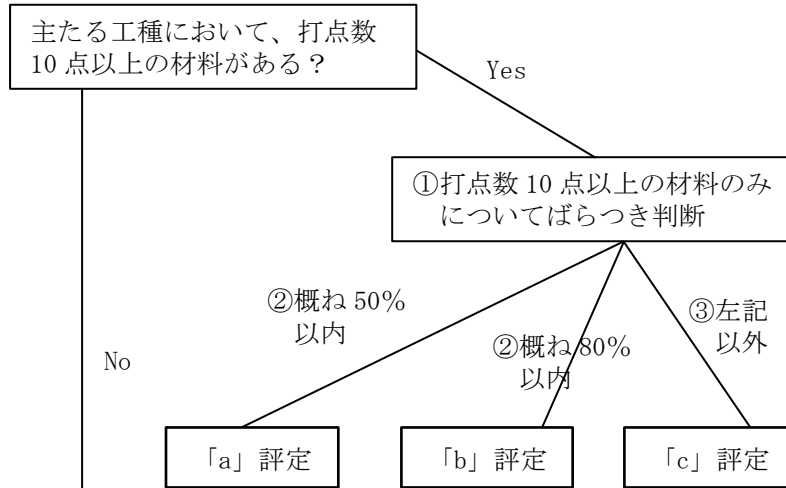 主たる工種において、打点数
10 点以上の材料がある？
Yes
①打点数 10 点以上の材料のみ
についてばらつき判断
②概ね 50％
以内
②概ね 80％
以内
③左記
以外
No
「a」評定
「b」評定
「c」評定